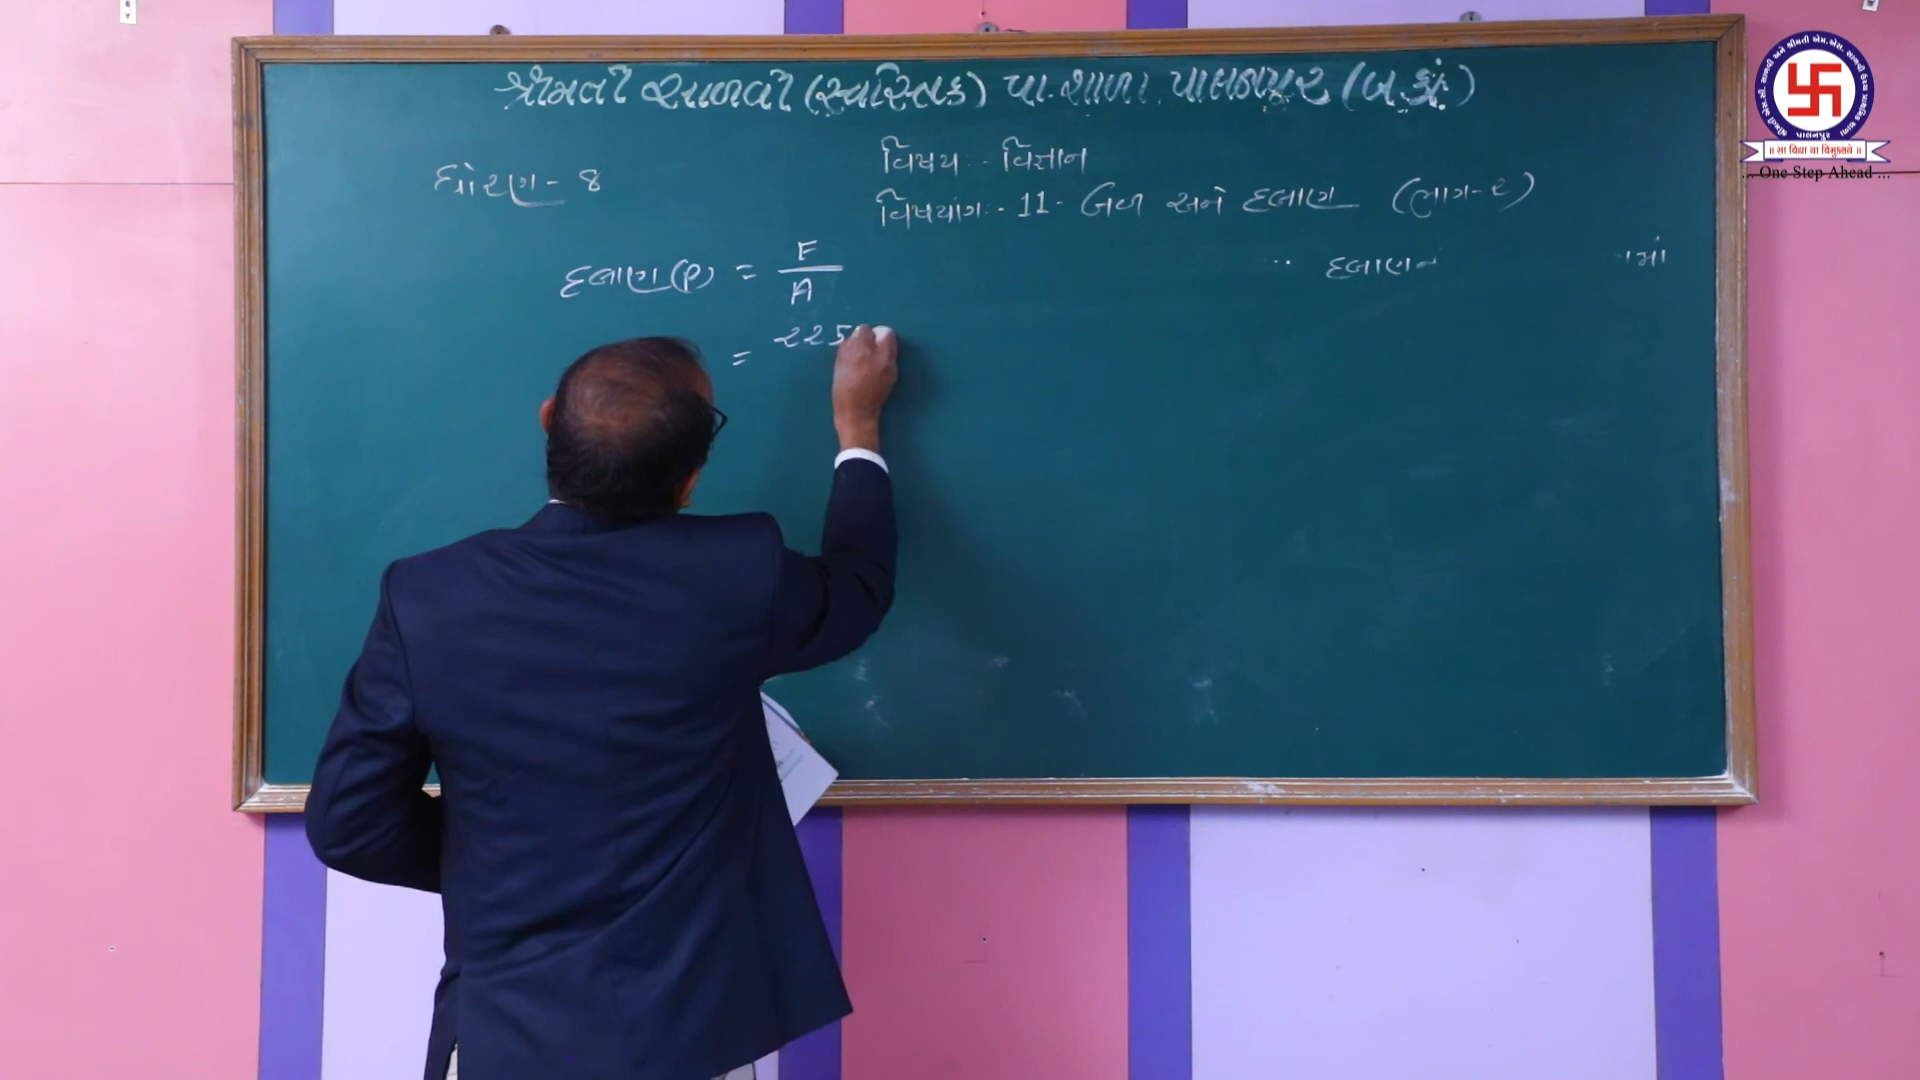 શ્રીમતી સાળવી (સ્વસ્તિક) પ્રા. શાળા પાલનપુર (બ.કાં)
ધોરણ - 8
વિષય :- વિજ્ઞાન
વિષયાંગ :- 11 - બળ અને દબાણ (ભાગ-૨)
દબાણ (P) = F
A
= 225
દબાણ
પાલનપુર
॥ સા વિદ્યા યા વિમુક્તયે ॥
... One Step Ahead ...